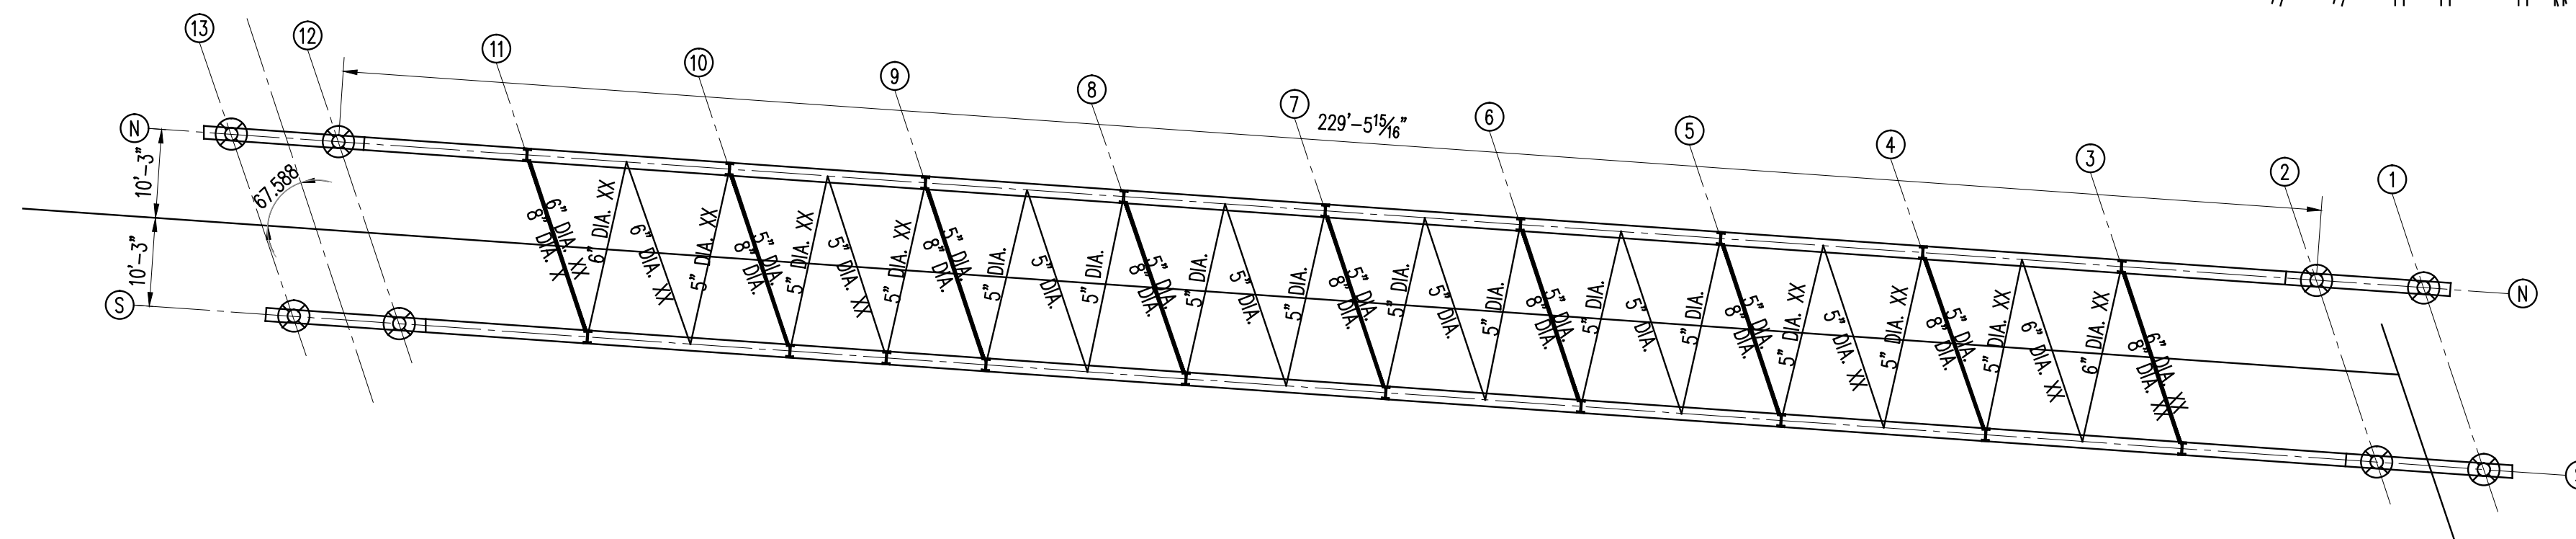 13
12
11
10
9
8
7
6
5
4
3
2
1
229'-5 15/16"
N
10'-3"
67.588
10'-3"
S
6" DIA. XX
8" DIA. X
6" DIA. XX
6" DIA. XX
5" DIA. XX
5" DIA.
8" DIA.
5" DIA. XX
5" DIA. XX
5" DIA. XX
5" DIA.
8" DIA.
5" DIA.
5" DIA.
5" DIA.
5" DIA.
8" DIA.
5" DIA.
5" DIA.
5" DIA.
5" DIA.
8" DIA.
5" DIA.
5" DIA.
5" DIA.
5" DIA.
8" DIA.
5" DIA.
5" DIA.
5" DIA.
5" DIA.
8" DIA.
5" DIA. XX
5" DIA. XX
5" DIA. XX
5" DIA.
8" DIA.
5" DIA. XX
6" DIA. XX
6" DIA. XX
6" DIA. XX
8" DIA. XX
N